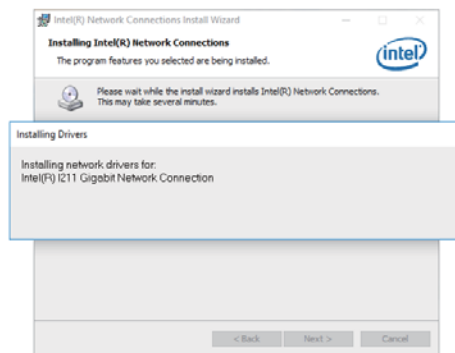 Intel(R) Network Connections Install Wizard
Installing Intel(R) Network Connections
The program features you selected are being installed.
intel
Please wait while the install wizard installs Intel(R) Network Connections.
This may take several minutes.
Installing Drivers
Installing network drivers for:
Intel(R) I211 Gigabit Network Connection
< Back
Next >
Cancel